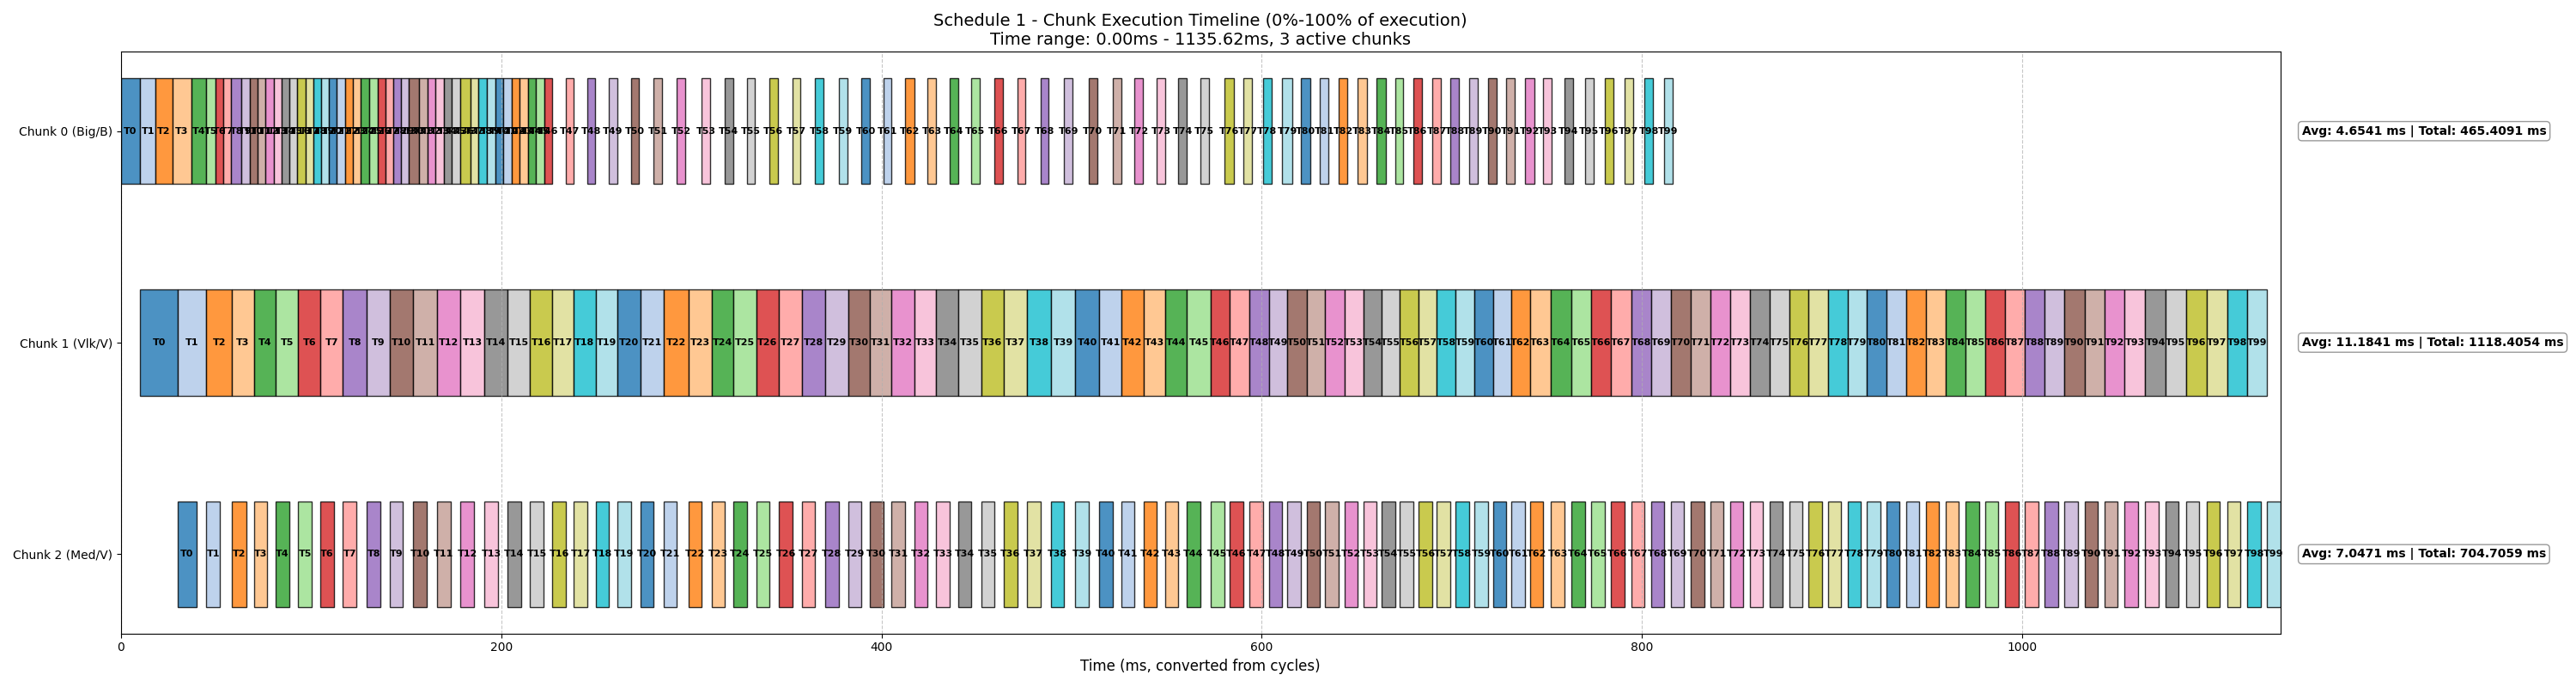 Schedule 1 - Chunk Execution Timeline (0%-100% of execution)
Time range: 0.00ms - 1135.62ms, 3 active chunks
Chunk 0 (Big/B)
T0 T1 T2 T3 T4 T5 T6 T7 T8 T46 T47 T48 T49 T50 T51 T52 T53 T54 T55 T56 T57 T58 T59 T60 T61 T62 T63 T64 T65 T66 T67 T68 T69 T70 T71 T72 T73 T74 T75 T76 T77 T78 T79 T80 T81 T82 T83 T84 T85 T86 T87 T88 T89 T90 T91 T92 T93 T94 T95 T96 T97 T98 T99
Avg: 4.6541 ms | Total: 465.4091 ms
Chunk 1 (Vlk/V)
T0 T1 T2 T3 T4 T5 T6 T7 T8 T9 T10 T11 T12 T13 T14 T15 T16 T17 T18 T19 T20 T21 T22 T23 T24 T25 T26 T27 T28 T29 T30 T31 T32 T33 T34 T35 T36 T37 T38 T39 T40 T41 T42 T43 T44 T45 T46 T47 T48 T49 T50 T51 T52 T53 T54 T55 T56 T57 T58 T59 T60 T61 T62 T63 T64 T65 T66 T67 T68 T69 T70 T71 T72 T73 T74 T75 T76 T77 T78 T79 T80 T81 T82 T83 T84 T85 T86 T87 T88 T89 T90 T91 T92 T93 T94 T95 T96 T97 T98 T99
Avg: 11.1841 ms | Total: 1118.4054 ms
Chunk 2 (Med/V)
T0 T1 T2 T3 T4 T5 T6 T7 T8 T9 T10 T11 T12 T13 T14 T15 T16 T17 T18 T19 T20 T21 T22 T23 T24 T25 T26 T27 T28 T29 T30 T31 T32 T33 T34 T35 T36 T37 T38 T39 T40 T41 T42 T43 T44 T45 T46 T47 T48 T49 T50 T51 T52 T53 T54 T55 T56 T57 T58 T59 T60 T61 T62 T63 T64 T65 T66 T67 T68 T69 T70 T71 T72 T73 T74 T75 T76 T77 T78 T79 T80 T81 T82 T83 T84 T85 T86 T87 T88 T89 T90 T91 T92 T93 T94 T95 T96 T97 T98 T99
Avg: 7.0471 ms | Total: 704.7059 ms
0 200 400 600 800 1000
Time (ms, converted from cycles)